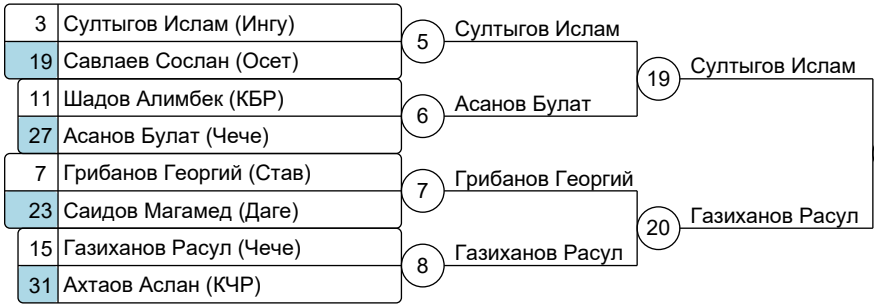 3 Султыгов Ислам (Ингу)
19 Савлаев Сослан (Осет)
11 Шадов Алимбек (КБР)
27 Асанов Булат (Чече)
7 Грибанов Георгий (Став)
23 Саидов Магамед (Даге)
15 Газиханов Расул (Чече)
31 Ахтаов Аслан (КЧР)
5 Султыгов Ислам
6 Асанов Булат
7 Грибанов Георгий
8 Газиханов Расул
19 Султыгов Ислам
20 Газиханов Расул